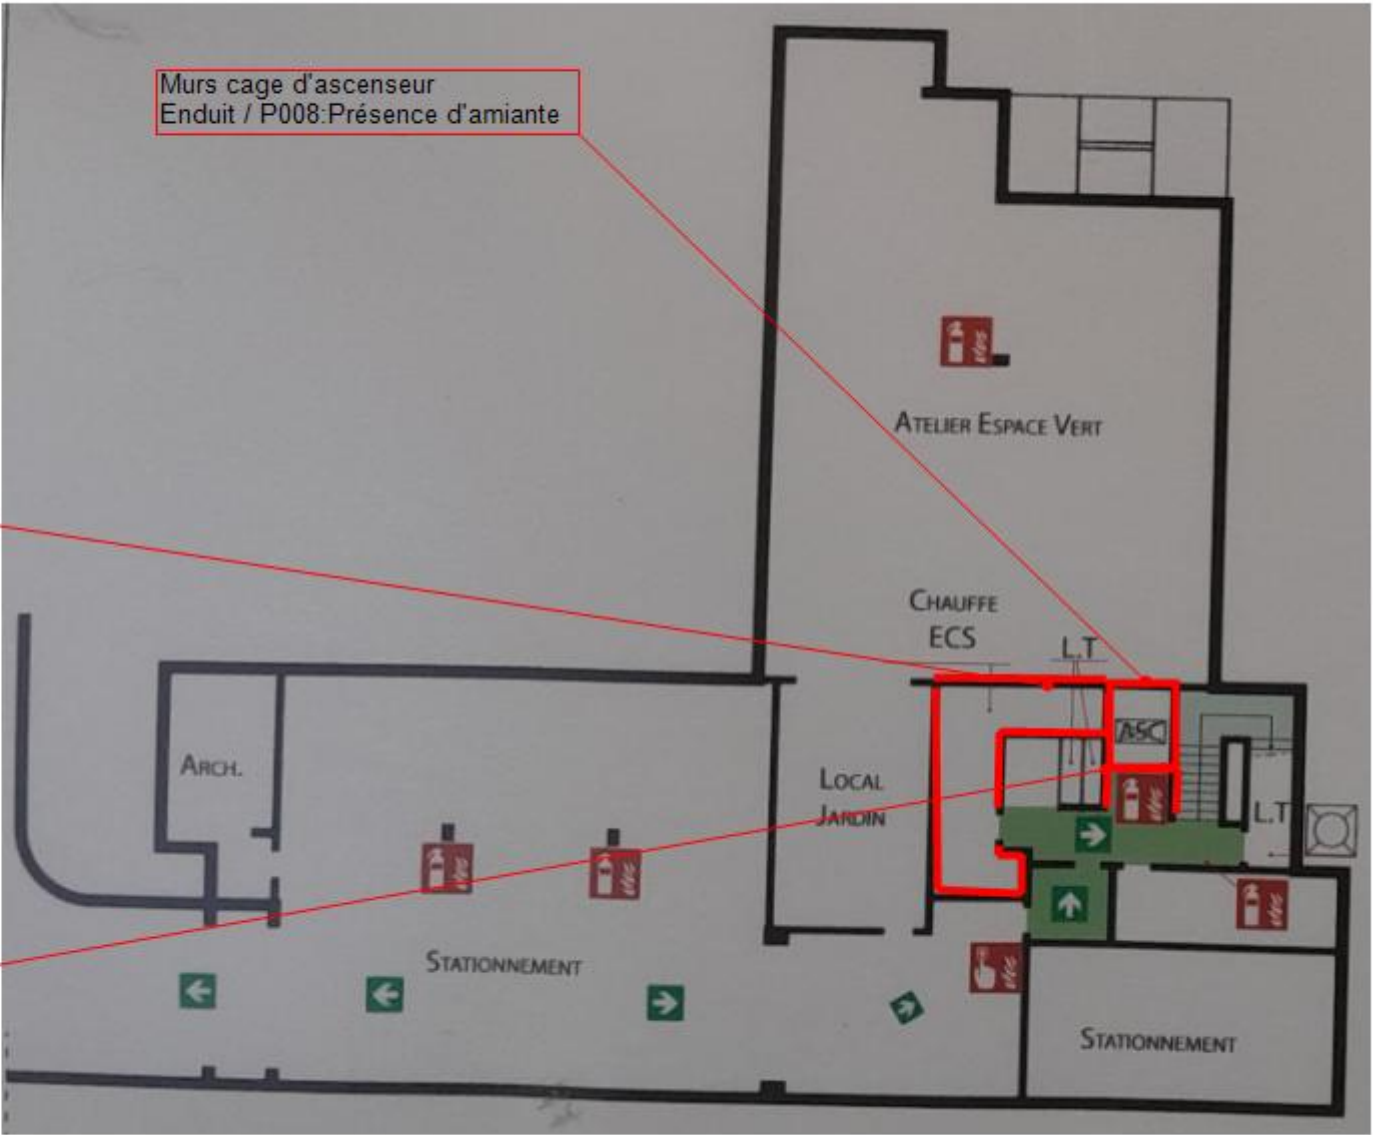 Murs cage d'ascenseur
Enduit / P008:Présence d'amiante
ATELIER ESPACE VERT
CHAUFFE
ECS
L.T
ASC
ARCH.
LOCAL
JARDIN
L.T
STATIONNEMENT
STATIONNEMENT